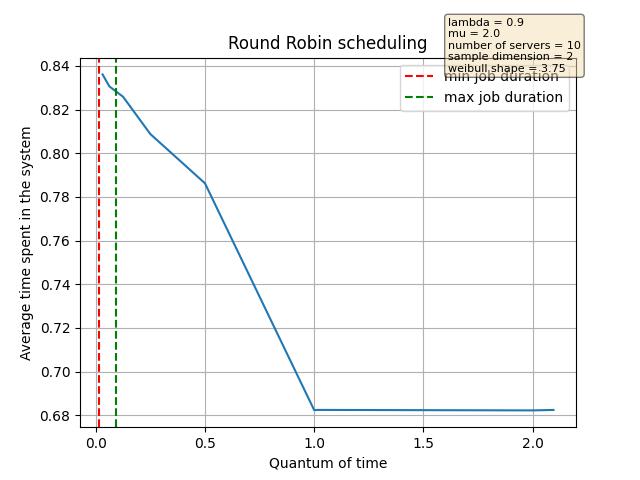 Round Robin scheduling
lambda = 0.9
mu = 2.0
number of servers = 10
sample dimension = 2
weibull shape = 3.75
min job duration
max job duration
Average time spent in the system
0.84
0.82
0.80
0.78
0.76
0.74
0.72
0.70
0.68
0.0 0.5 1.0 1.5 2.0
Quantum of time